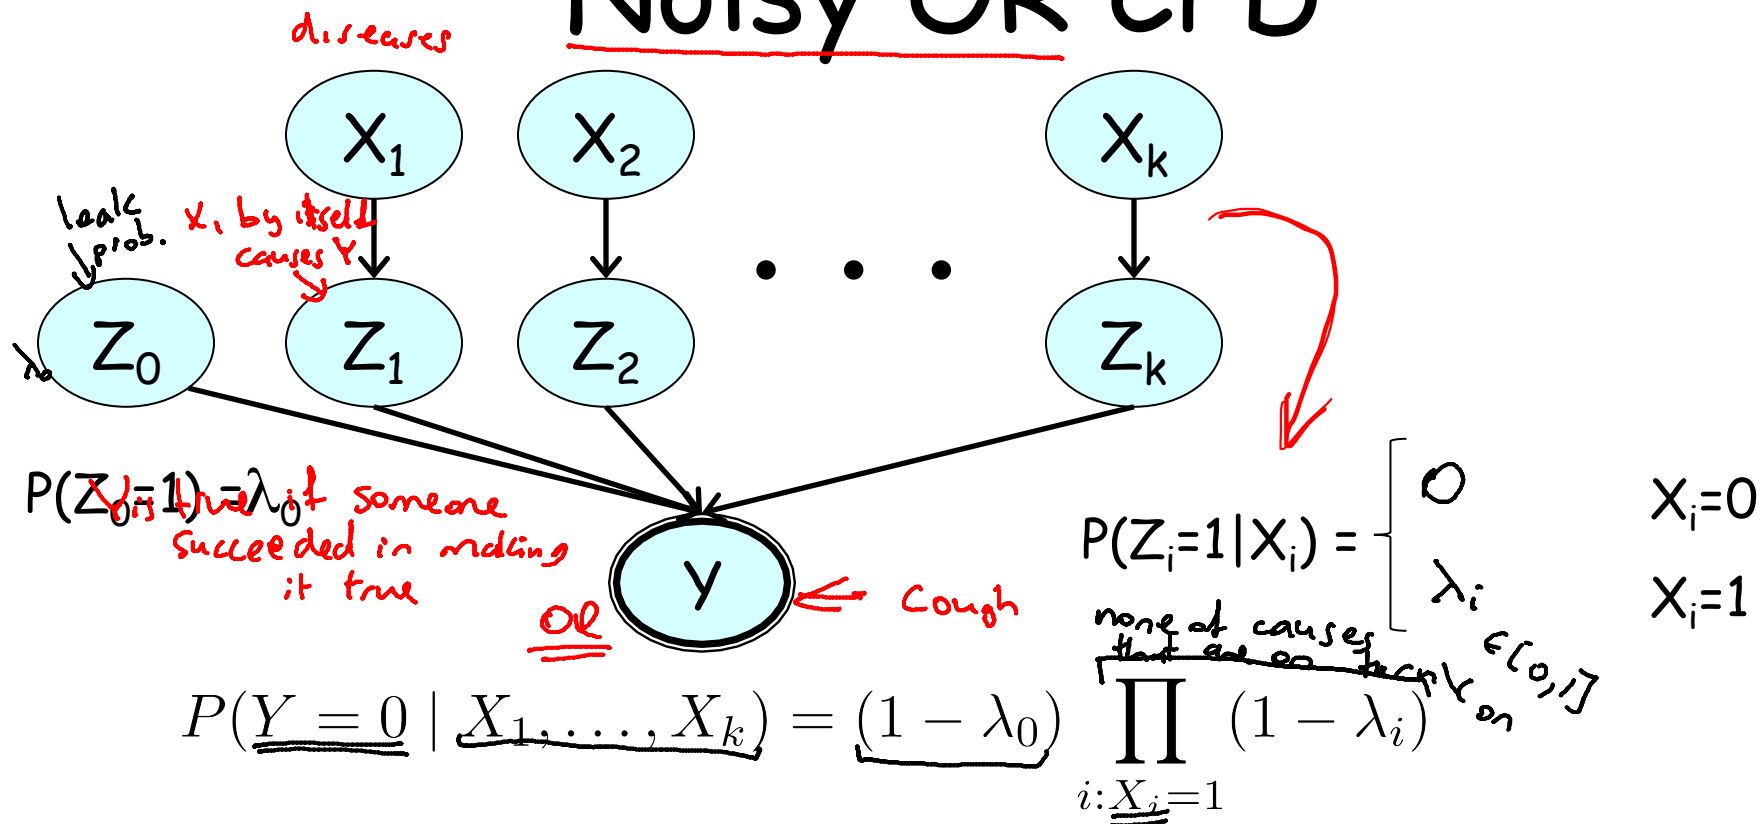 Noisy OR CPD
diseases
X1 X2 Xk
leak
prob.
X1 by itself
causes Y
Z0 Z1 Z2 • • • Zk
λ0
P(Z0=1) = λ0
Y is true if someone
succeeded in making
it true
Y
OR
Cough
P(Zi=1|Xi) =
0 Xi=0
λi Xi=1
∈[0,1]
none of causes
that are on turn Y on
P(Y = 0 | X1, . . . , Xk) = (1 − λ0) ∏ (1 − λi)
i:Xi=1